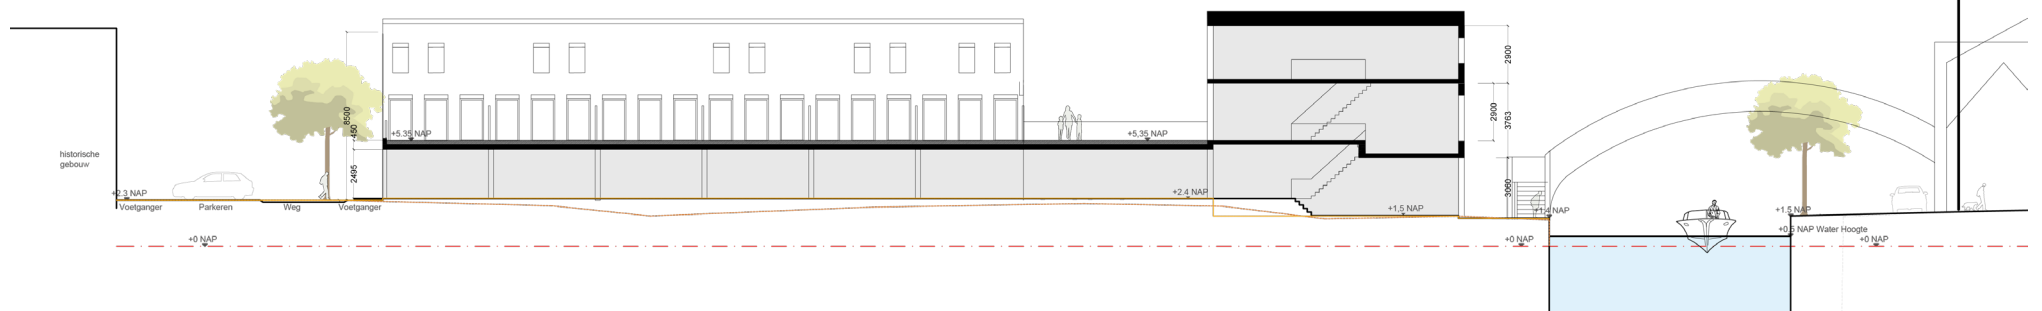 historische
gebouw
+2.3 NAP
Voetganger
Parkeren
Weg
Voetganger
8500
450
2495
+5.35 NAP
+5,35 NAP
+2.4 NAP
+1,5 NAP
2900
2900
3763
3060
+1.4 NAP
+1.5 NAP
+0.5 NAP Water Hoogte
+0 NAP
+0 NAP
+0 NAP